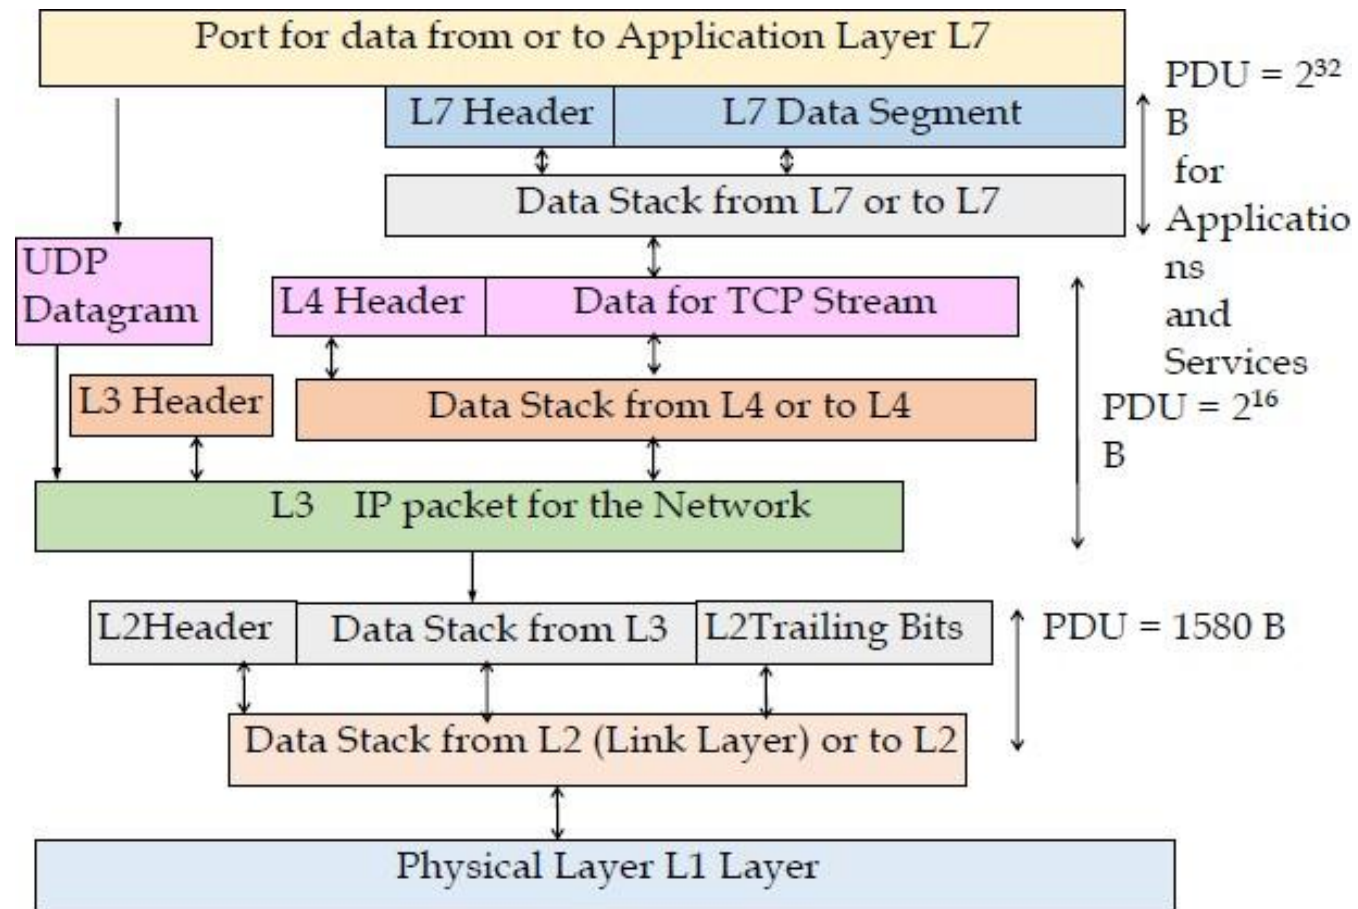 Port for data from or to Application Layer L7
PDU = 2³²
B
for
Applicatio
ns
and
Services
L7 Header
L7 Data Segment
Data Stack from L7 or to L7
UDP
Datagram
L4 Header
Data for TCP Stream
L3 Header
Data Stack from L4 or to L4
PDU = 2¹⁶
B
L3 IP packet for the Network
L2Header
Data Stack from L3
L2Trailing Bits
PDU = 1580 B
Data Stack from L2 (Link Layer) or to L2
Physical Layer L1 Layer